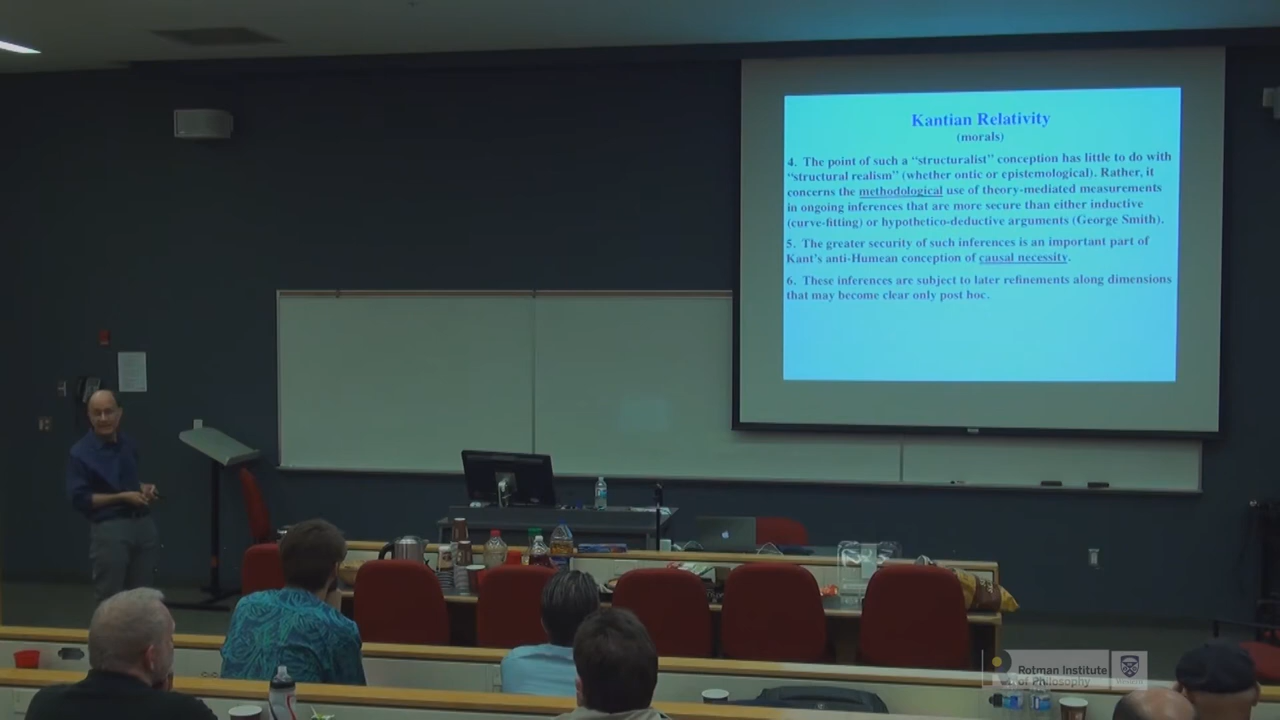 Kantian Relativity
(morals)
4. The point of such a “structuralist” conception has little to do with
“structural realism” (whether ontic or epistemological). Rather, it
concerns the methodological use of theory-mediated measurements
in ongoing inferences that are more secure than either inductive
(curve-fitting) or hypothetico-deductive arguments (George Smith).
5. The greater security of such inferences is an important part of
Kant’s anti-Humean conception of causal necessity.
6. These inferences are subject to later refinements along dimensions
that may become clear only post hoc.
Rotman Institute
of Philosophy